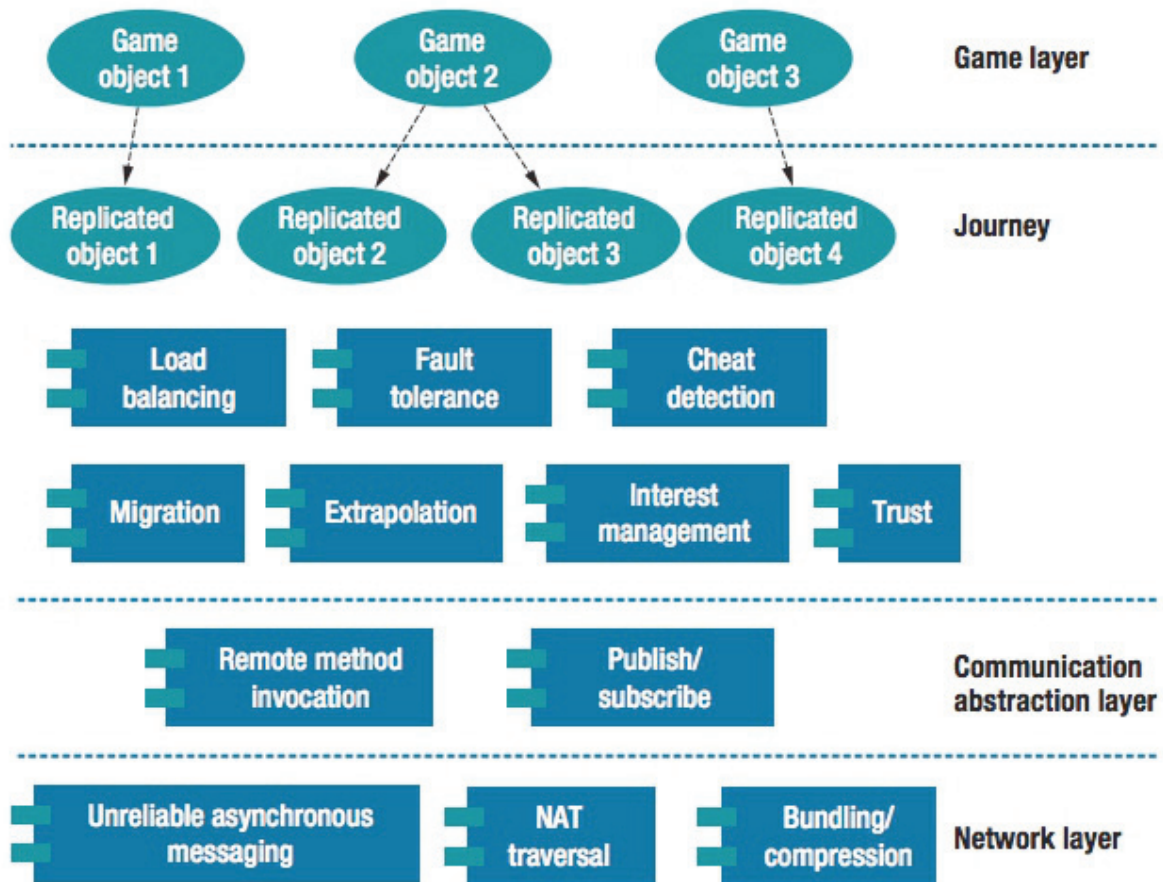 Game
object 1
Game
object 2
Game
object 3
Game layer
Replicated
object 1
Replicated
object 2
Replicated
object 3
Replicated
object 4
Journey
Load
balancing
Fault
tolerance
Cheat
detection
Migration
Extrapolation
Interest
management
Trust
Remote method
invocation
Publish/
subscribe
Communication
abstraction layer
Unreliable asynchronous
messaging
NAT
traversal
Bundling/
compression
Network layer